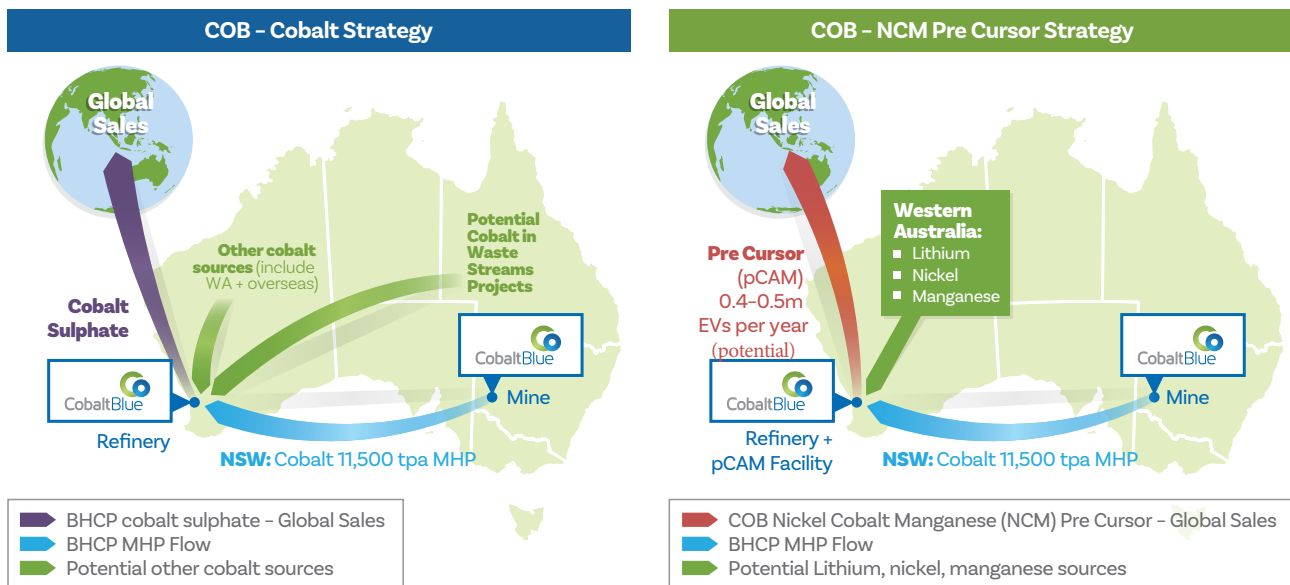 COB – Cobalt Strategy
Global
Sales
Other cobalt
sources (include
WA + overseas)
Potential
Cobalt in
Waste
Streams
Projects
Cobalt
Sulphate
CobaltBlue
Refinery
CobaltBlue
Mine
NSW: Cobalt 11,500 tpa MHP
BHCP cobalt sulphate – Global Sales
BHCP MHP Flow
Potential other cobalt sources
COB – NCM Pre Cursor Strategy
Global
Sales
Western
Australia:
Lithium
Nickel
Manganese
Pre Cursor
(pCAM)
0.4–0.5m
EVs per year
(potential)
CobaltBlue
Refinery +
pCAM Facility
CobaltBlue
Mine
NSW: Cobalt 11,500 tpa MHP
COB Nickel Cobalt Manganese (NCM) Pre Cursor – Global Sales
BHCP MHP Flow
Potential Lithium, nickel, manganese sources